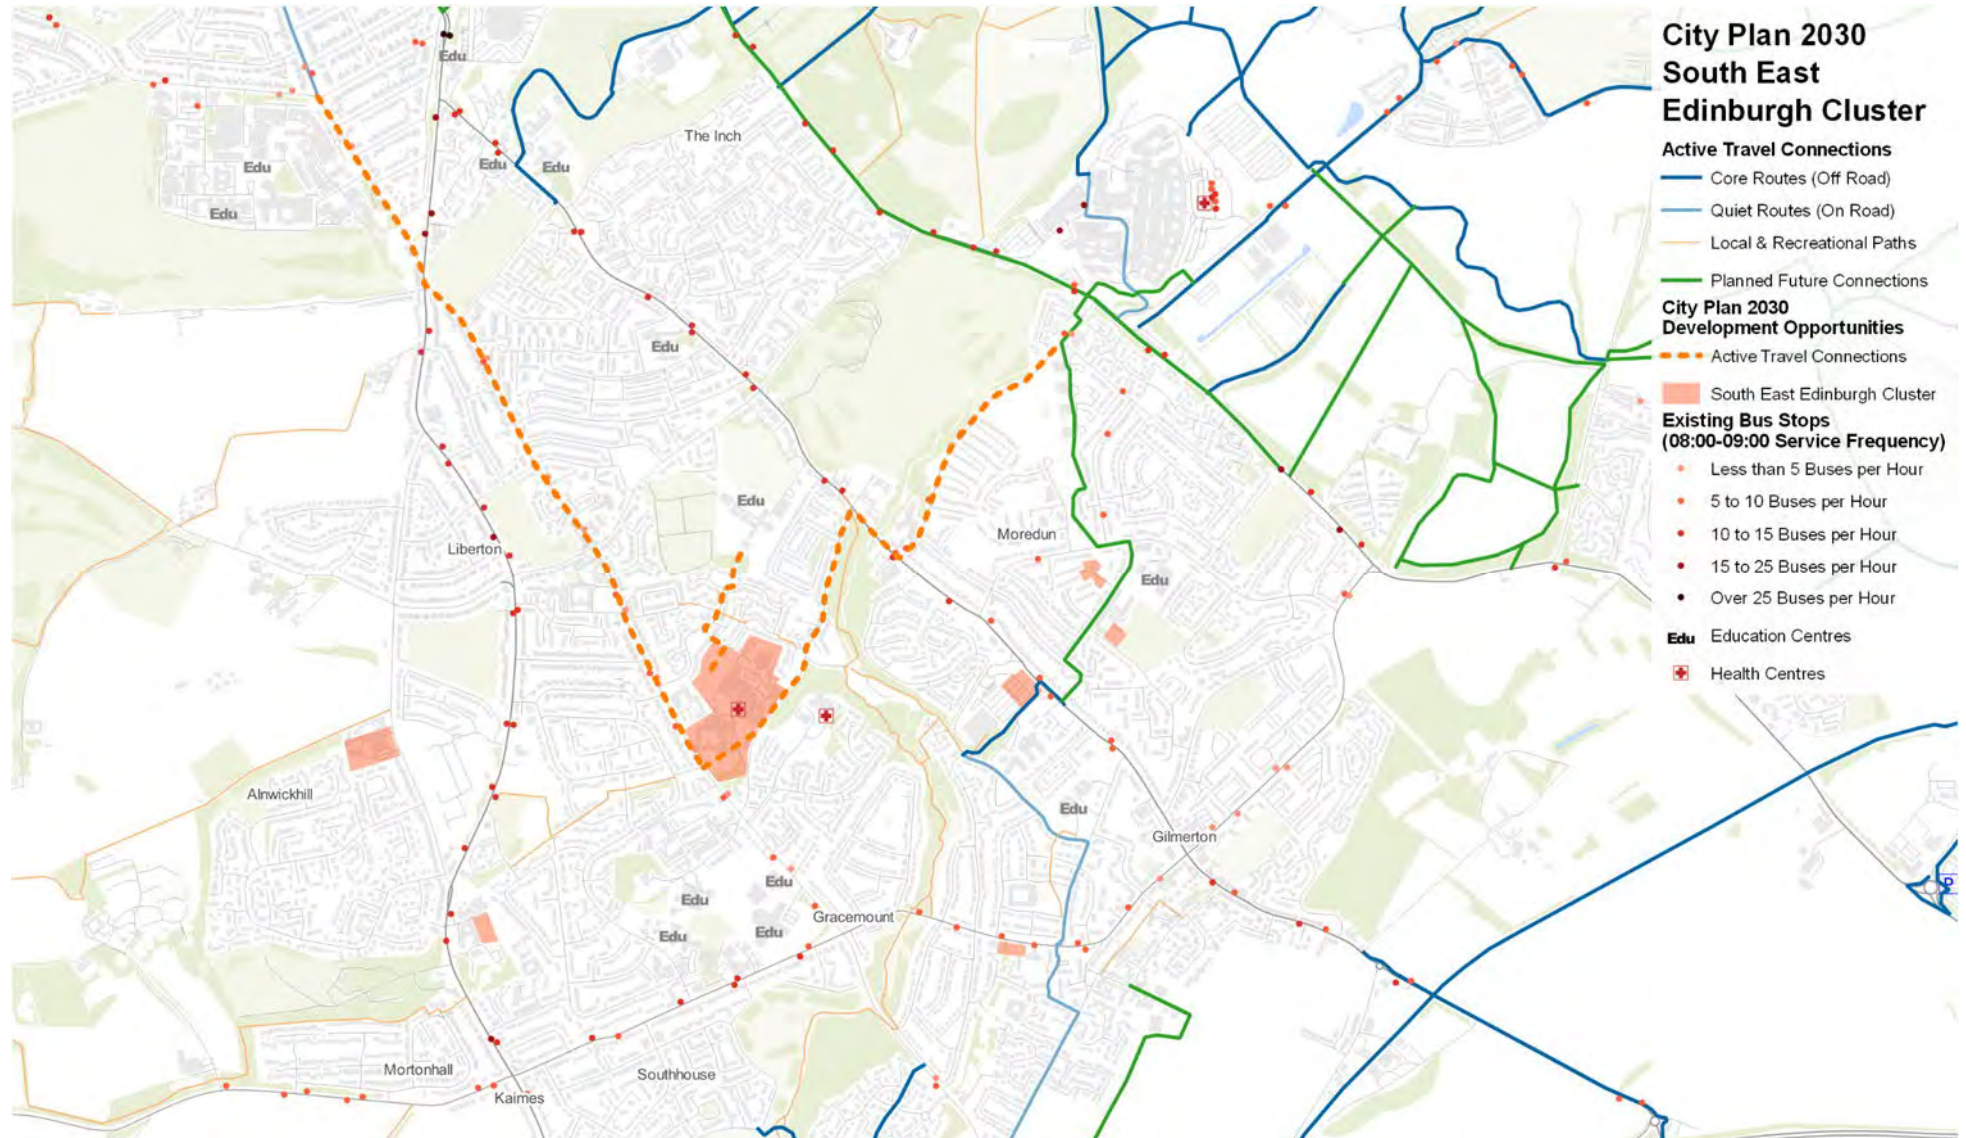 City Plan 2030
South East
Edinburgh Cluster
Active Travel Connections
Core Routes (Off Road)
Quiet Routes (On Road)
Local & Recreational Paths
Planned Future Connections
City Plan 2030
Development Opportunities
Active Travel Connections
South East Edinburgh Cluster
Existing Bus Stops
(08:00-09:00 Service Frequency)
Less than 5 Buses per Hour
5 to 10 Buses per Hour
10 to 15 Buses per Hour
15 to 25 Buses per Hour
Over 25 Buses per Hour
Edu Education Centres
Health Centres
Edu
The Inch
Edu
Edu
Edu
Edu
Edu
Edu
Moredun
Liberton
Edu
Alnwickhill
Edu
Gilmerton
Edu
Edu
Gracemount
Edu
Edu
Mortonhall
Southhouse
Kaimes
P